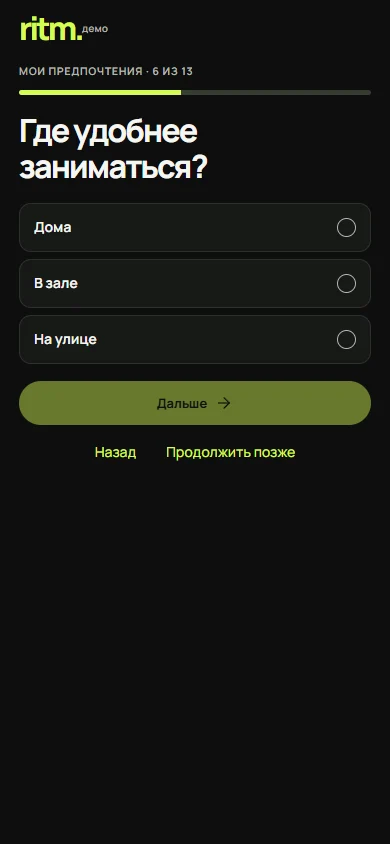 ritm.демо
МОИ ПРЕДПОЧТЕНИЯ · 6 ИЗ 13
Где удобнее
заниматься?
Дома
В зале
На улице
Дальше →
Назад Продолжить позже